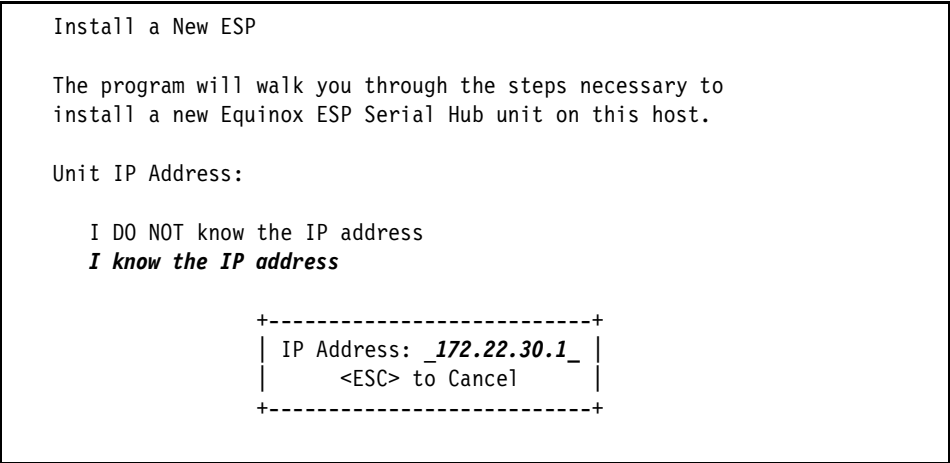 Install a New ESP
The program will walk you through the steps necessary to
install a new Equinox ESP Serial Hub unit on this host.
Unit IP Address:
I DO NOT know the IP address
I know the IP address
+---------------------------+
| IP Address: _172.22.30.1_ |
| <ESC> to Cancel |
+---------------------------+